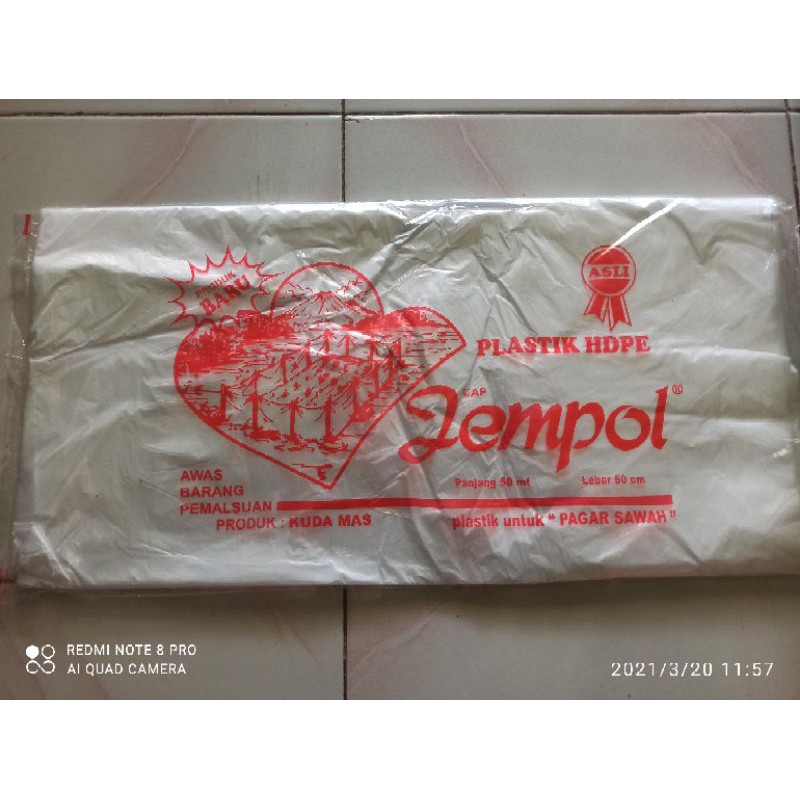 PRODUK
BARU
ASLI
PLASTIK HDPE
CAP
Jempol®
Panjang 50 mt Lebar 50 cm
AWAS
BARANG
PEMALSUAN
PRODUK : KUDA MAS
plastik untuk " PAGAR SAWAH "
REDMI NOTE 8 PRO
AI QUAD CAMERA
2021/3/20 11:57